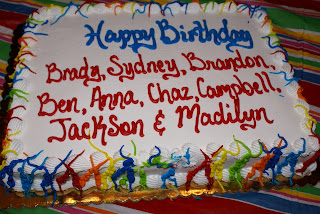 Happy Birthday
Brady, Sydney, Brandon
Ben, Anna, Chaz, Campbell,
Jackson & Madilyn